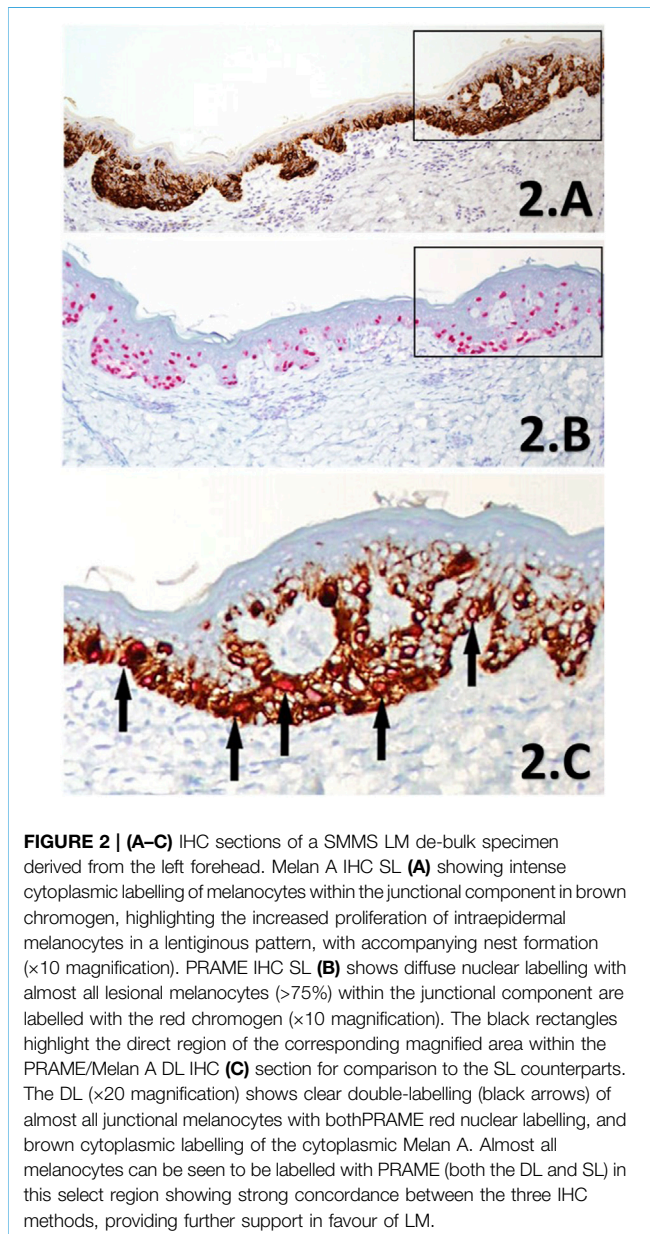 2.A
2.B
2.C
FIGURE 2 | (A–C) IHC sections of a SMMS LM de-bulk specimen
derived from the left forehead. Melan A IHC SL (A) showing intense
cytoplasmic labelling of melanocytes within the junctional component in brown
chromogen, highlighting the increased proliferation of intraepidermal
melanocytes in a lentiginous pattern, with accompanying nest formation
(×10 magnification). PRAME IHC SL (B) shows diffuse nuclear labelling with
almost all lesional melanocytes (>75%) within the junctional component are
labelled with the red chromogen (×10 magnification). The black rectangles
highlight the direct region of the corresponding magnified area within the
PRAME/Melan A DL IHC (C) section for comparison to the SL counterparts.
The DL (×20 magnification) shows clear double-labelling (black arrows) of
almost all junctional melanocytes with bothPRAME red nuclear labelling, and
brown cytoplasmic labelling of the cytoplasmic Melan A. Almost all
melanocytes can be seen to be labelled with PRAME (both the DL and SL) in
this select region showing strong concordance between the three IHC
methods, providing further support in favour of LM.